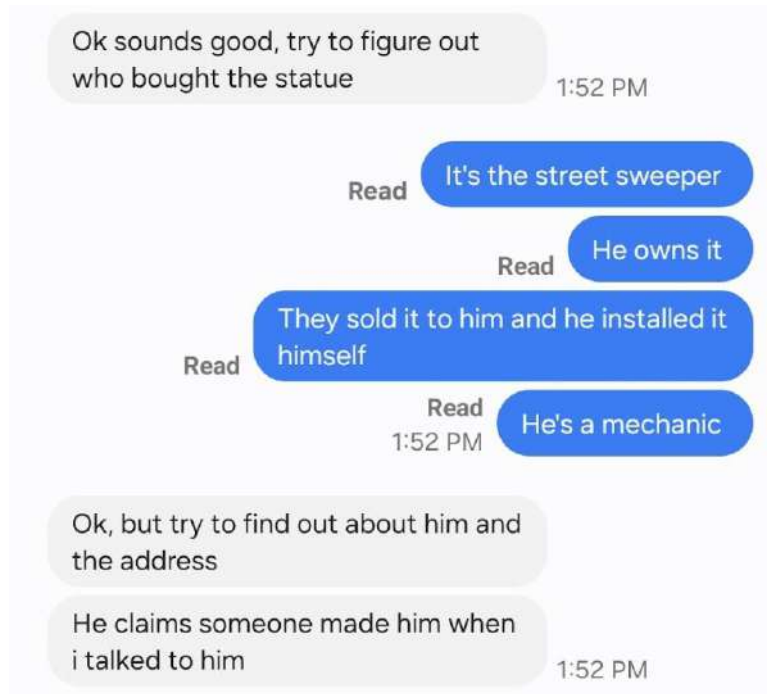 Ok sounds good, try to figure out
who bought the statue
1:52 PM
It's the street sweeper
Read
He owns it
Read
They sold it to him and he installed it
himself
Read
Read
He's a mechanic
1:52 PM
Ok, but try to find out about him and
the address
He claims someone made him when
i talked to him
1:52 PM